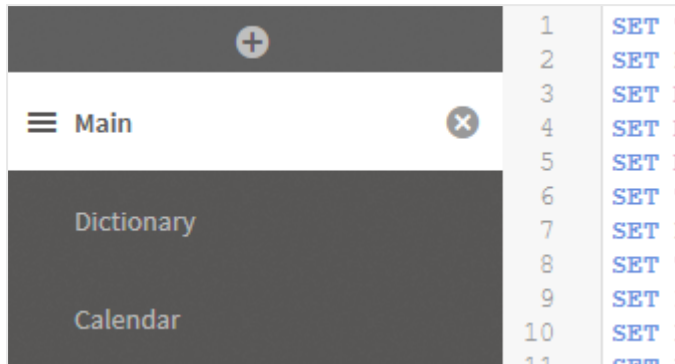 Main
Dictionary
Calendar
1 SET
2 SET
3 SET
4 SET
5 SET
6 SET
7 SET
8 SET
9 SET
10 SET